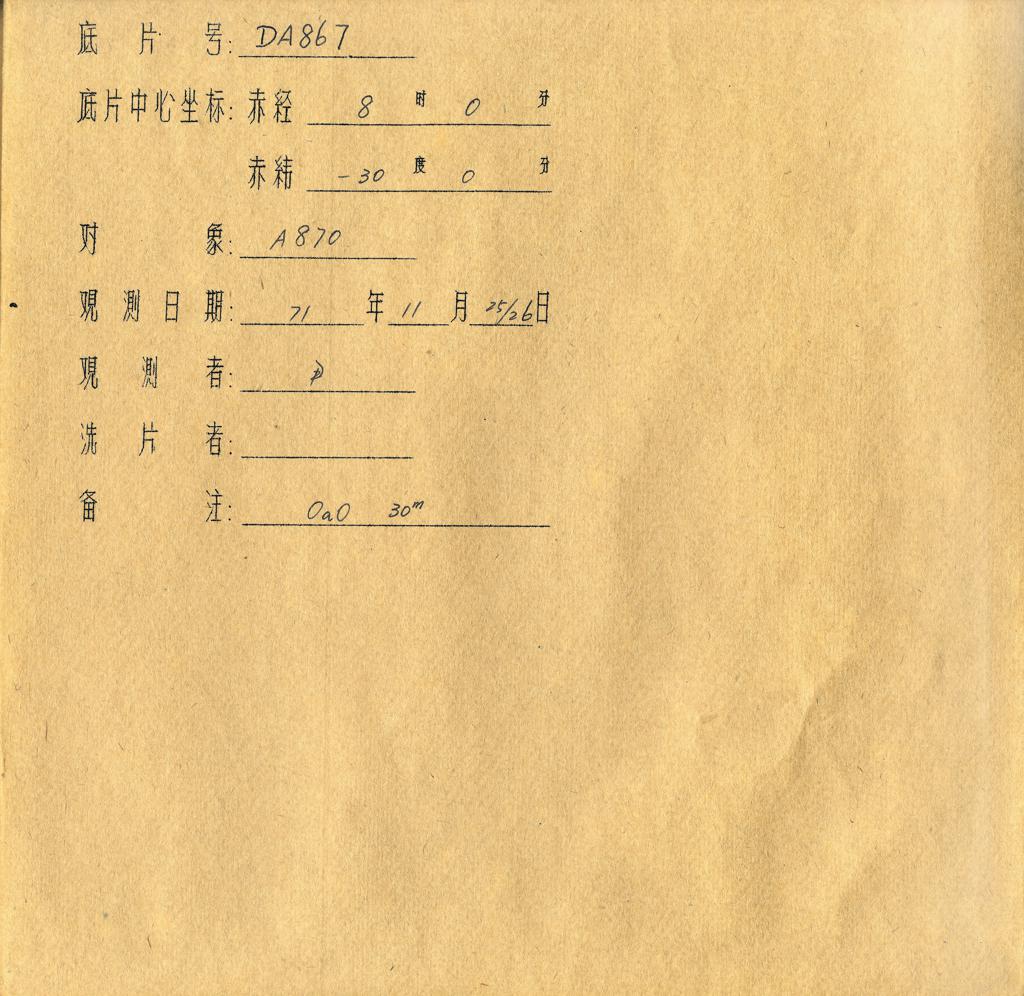 底片号: DA867
底片中心坐标: 赤经 8 时 0 分
赤纬 -30 度 0 分
对象: A870
观测日期: 71 年 11 月 25/26 日
观测者:
洗片者:
备注: OaO 30m